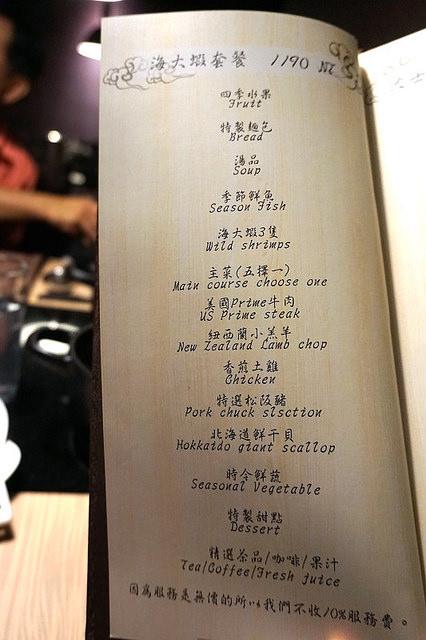 海大蝦套餐 1190 NT
四季水果
Fruit
特製麵包
Bread
湯品
Soup
季節鮮魚
Season Fish
海大蝦3隻
Wild shrimps
主菜(五擇一)
Main course choose one
美國Prime牛肉
US Prime steak
紐西蘭小羔羊
New Zealand Lamb chop
香煎土雞
Chicken
特選松阪豬
Pork chuck slsction
北海道鮮干貝
Hokkaido giant scallop
時令鮮蔬
Seasonal Vegetable
特製甜點
Dessert
精選茶品/咖啡/果汁
Tea/Coffee/Fresh juice
因為服務是無價的所以我們不收10%服務費。